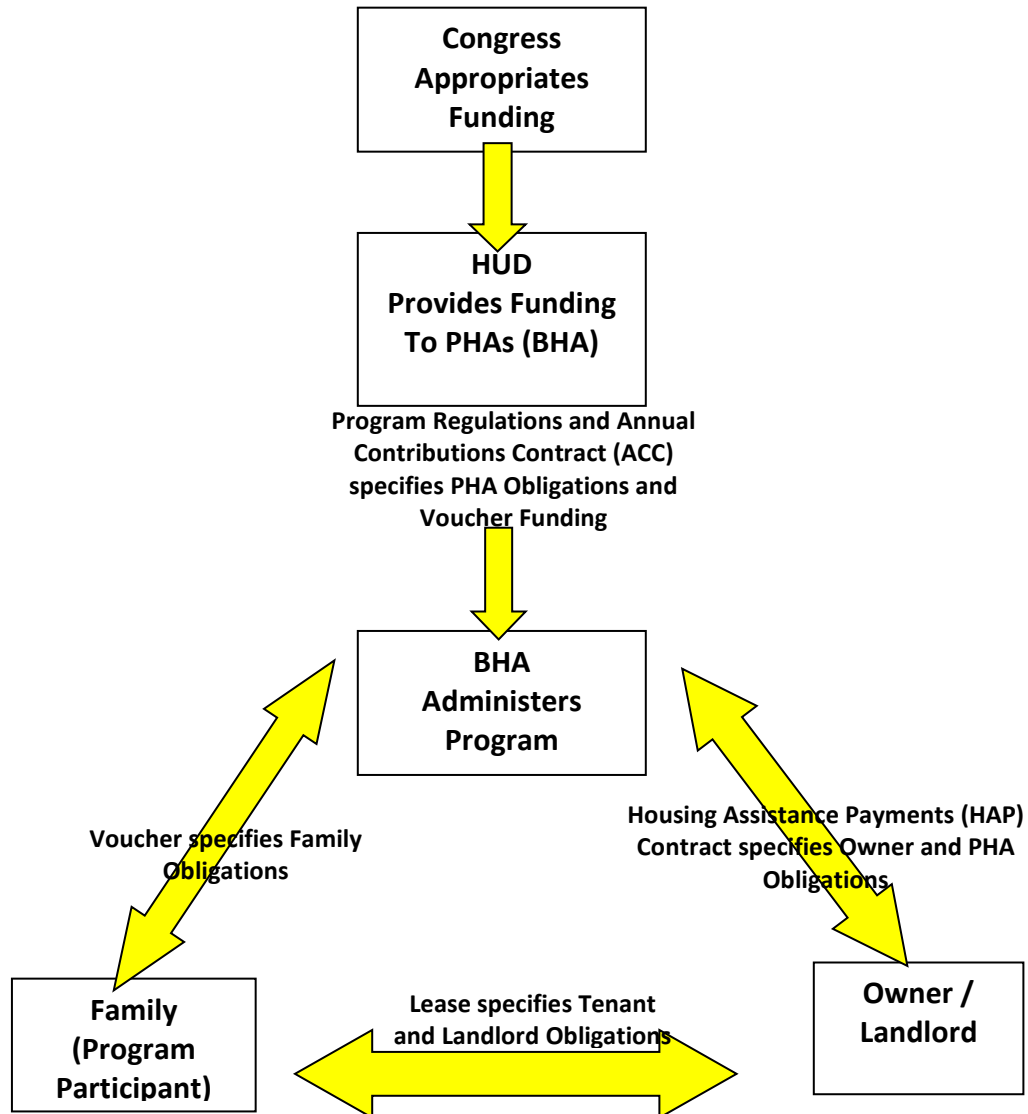 Congress
Appropriates
Funding
HUD
Provides Funding
To PHAs (BHA)
Program Regulations and Annual
Contributions Contract (ACC)
specifies PHA Obligations and
Voucher Funding
BHA
Administers
Program
Voucher specifies Family
Obligations
Housing Assistance Payments (HAP)
Contract specifies Owner and PHA
Obligations
Family
(Program
Participant)
Lease specifies Tenant
and Landlord Obligations
Owner /
Landlord